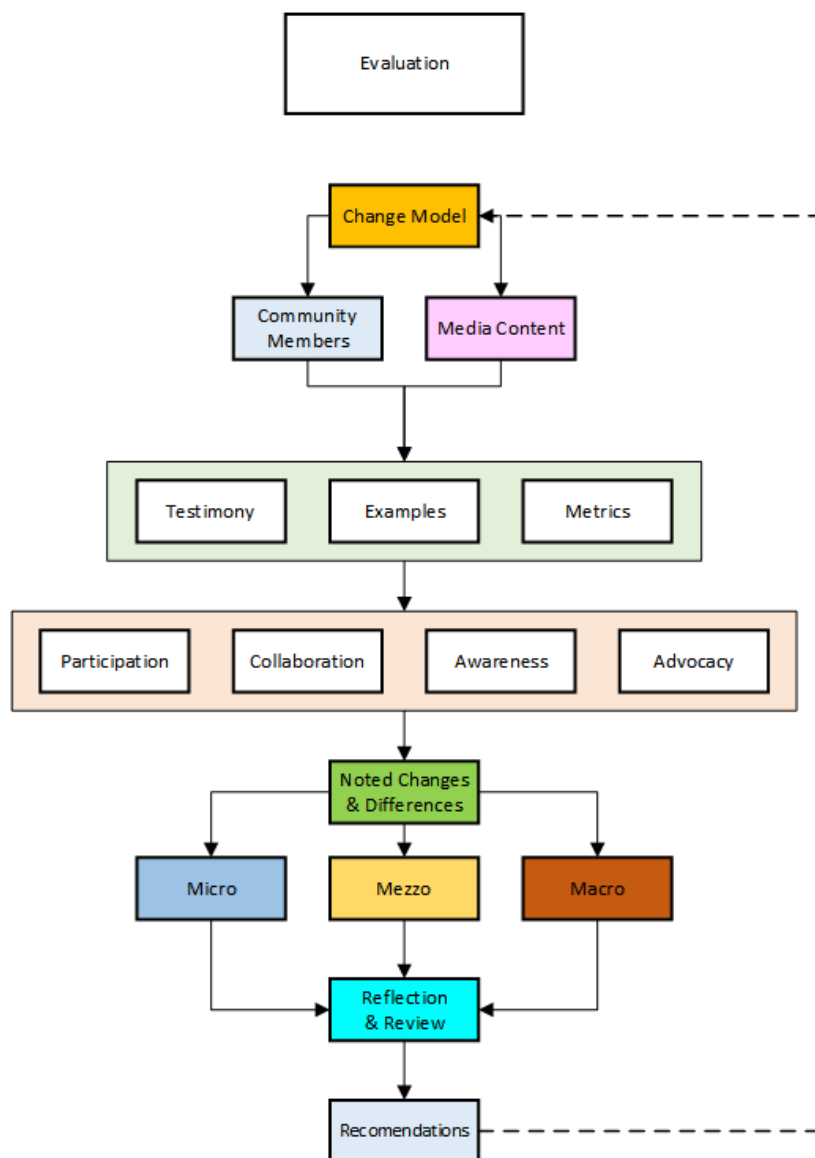 Evaluation
Change Model
Community
Members
Media Content
Testimony
Examples
Metrics
Participation
Collaboration
Awareness
Advocacy
Noted Changes
& Differences
Micro
Mezzo
Macro
Reflection
& Review
Recomendations